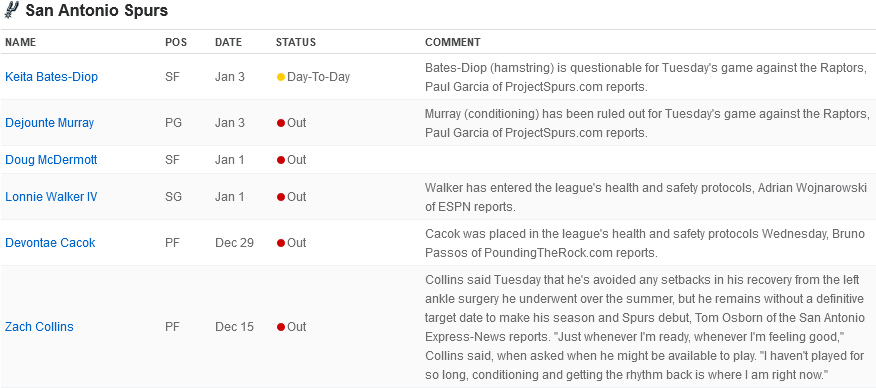 San Antonio Spurs
NAME POS DATE STATUS COMMENT
Keita Bates-Diop SF Jan 3 Day-To-Day Bates-Diop (hamstring) is questionable for Tuesday's game against the Raptors,
Paul Garcia of ProjectSpurs.com reports.
Dejounte Murray PG Jan 3 Out Murray (conditioning) has been ruled out for Tuesday's game against the Raptors,
Paul Garcia of ProjectSpurs.com reports.
Doug McDermott SF Jan 1 Out
Lonnie Walker IV SG Jan 1 Out Walker has entered the league's health and safety protocols, Adrian Wojnarowski
of ESPN reports.
Devontae Cacok PF Dec 29 Out Cacok was placed in the league's health and safety protocols Wednesday, Bruno
Passos of PoundingTheRock.com reports.
Zach Collins PF Dec 15 Out Collins said Tuesday that he's avoided any setbacks in his recovery from the left
ankle surgery he underwent over the summer, but he remains without a definitive
target date to make his season and Spurs debut, Tom Osborn of the San Antonio
Express-News reports. "Just whenever I'm ready, whenever I'm feeling good,"
Collins said, when asked when he might be available to play. "I haven't played for
so long, conditioning and getting the rhythm back is where I am right now."